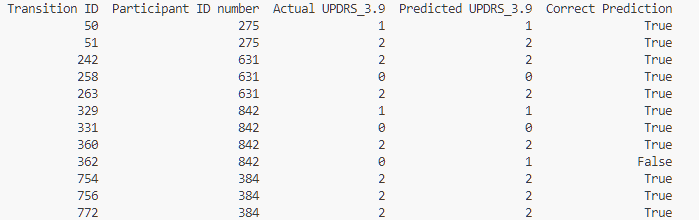 Transition ID Participant ID number Actual UPDRS_3.9 Predicted UPDRS_3.9 Correct Prediction
50 275 1 1 True
51 275 2 2 True
242 631 2 2 True
258 631 0 0 True
263 631 2 2 True
329 842 1 1 True
331 842 0 0 True
360 842 2 2 True
362 842 0 1 False
754 384 2 2 True
756 384 2 2 True
772 384 2 2 True